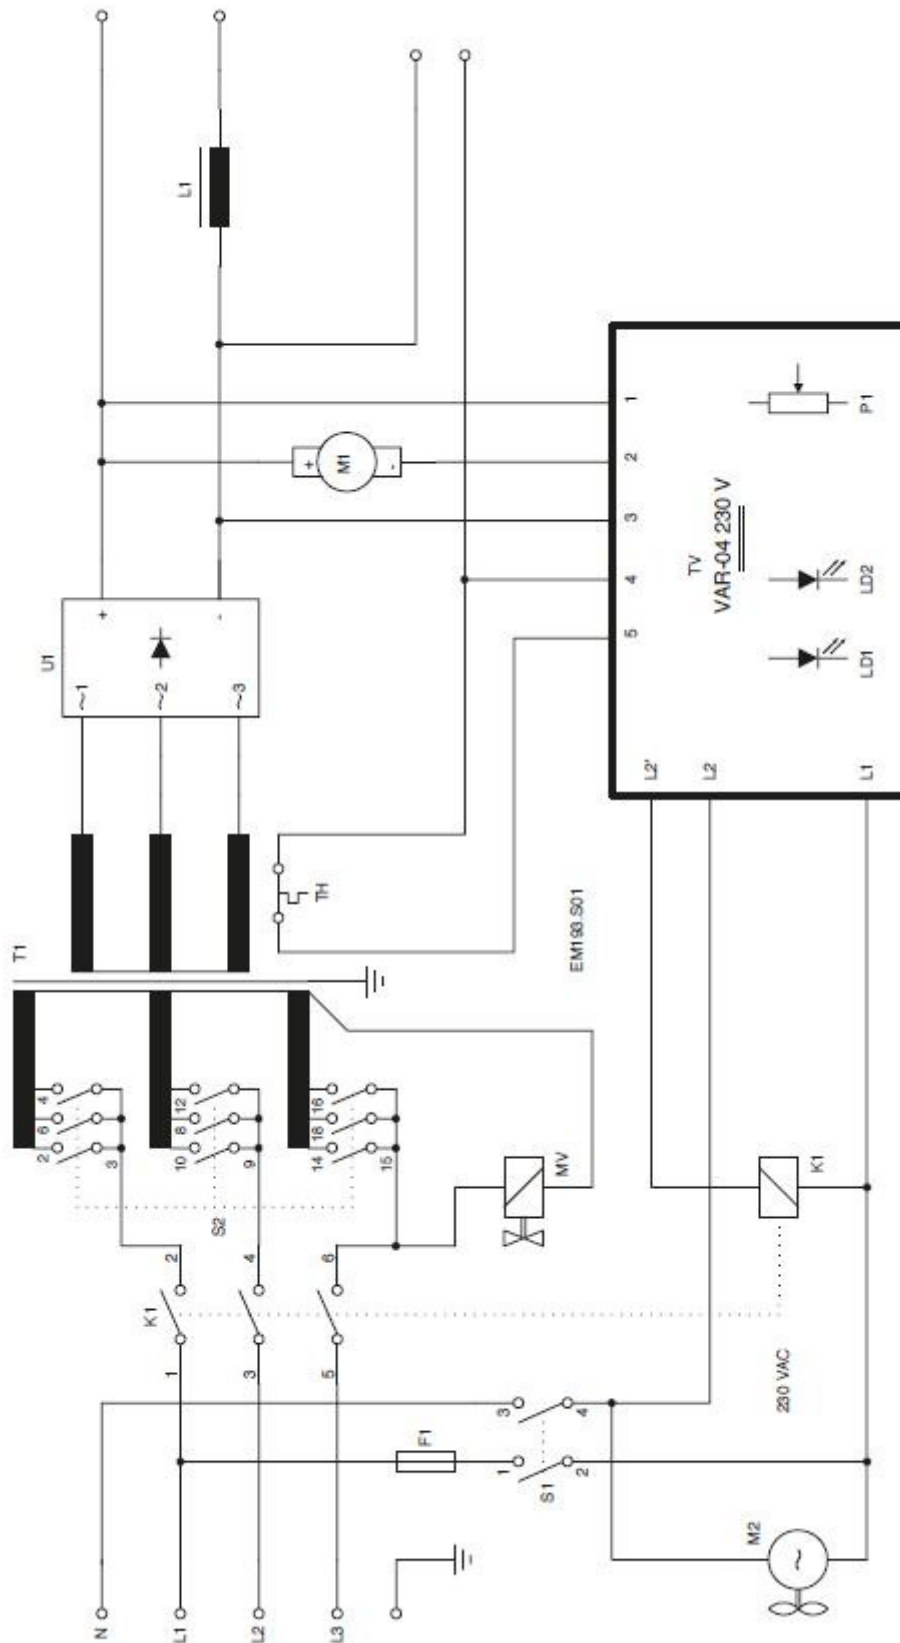 T1
2 6 4
U1
~1
N
+
3
K1
~2
1 2
10 8 12
L1
L1
S2
-
~3
3 4 9
L2
+
14 18 16
TH
5 6
L3
M1
15
-
F1
1 3
S1
MV
EM193 S01
2 4
5 4 3 2 1
L2'
TV
L2
VAR-04 230 V
M2
230 VAC
~
K1
L1 LD1 LD2 P1